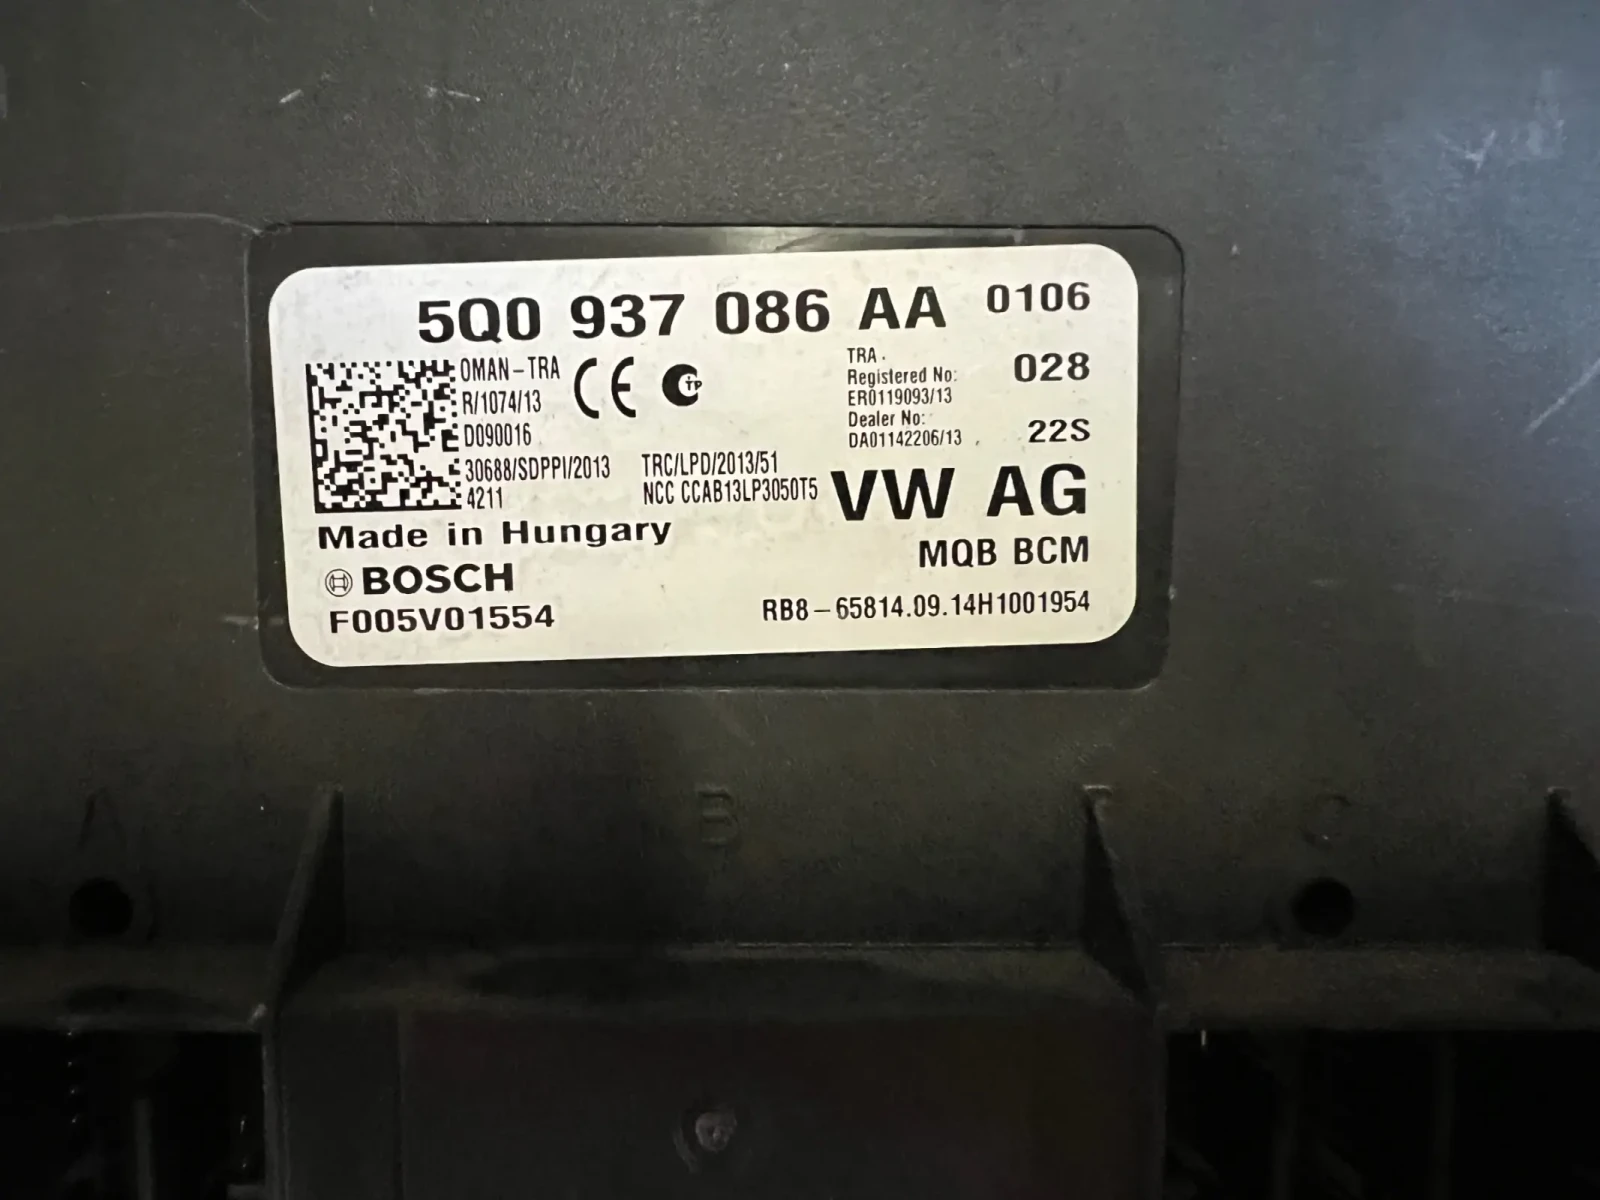 5Q0 937 086 AA 0106
OMAN-TRA
R/1074/13
D090016
30688/SDPPI/2013
4211
CE
TRC/LPD/2013/51
NCC CCAB13LP3050T5
TRA
Registered No:
ER0119093/13
Dealer No:
DA01142206/13
028
22S
VW AG
MQB BCM
Made in Hungary
BOSCH
F005V01554
RB8-65814.09.14H1001954
A
B
C